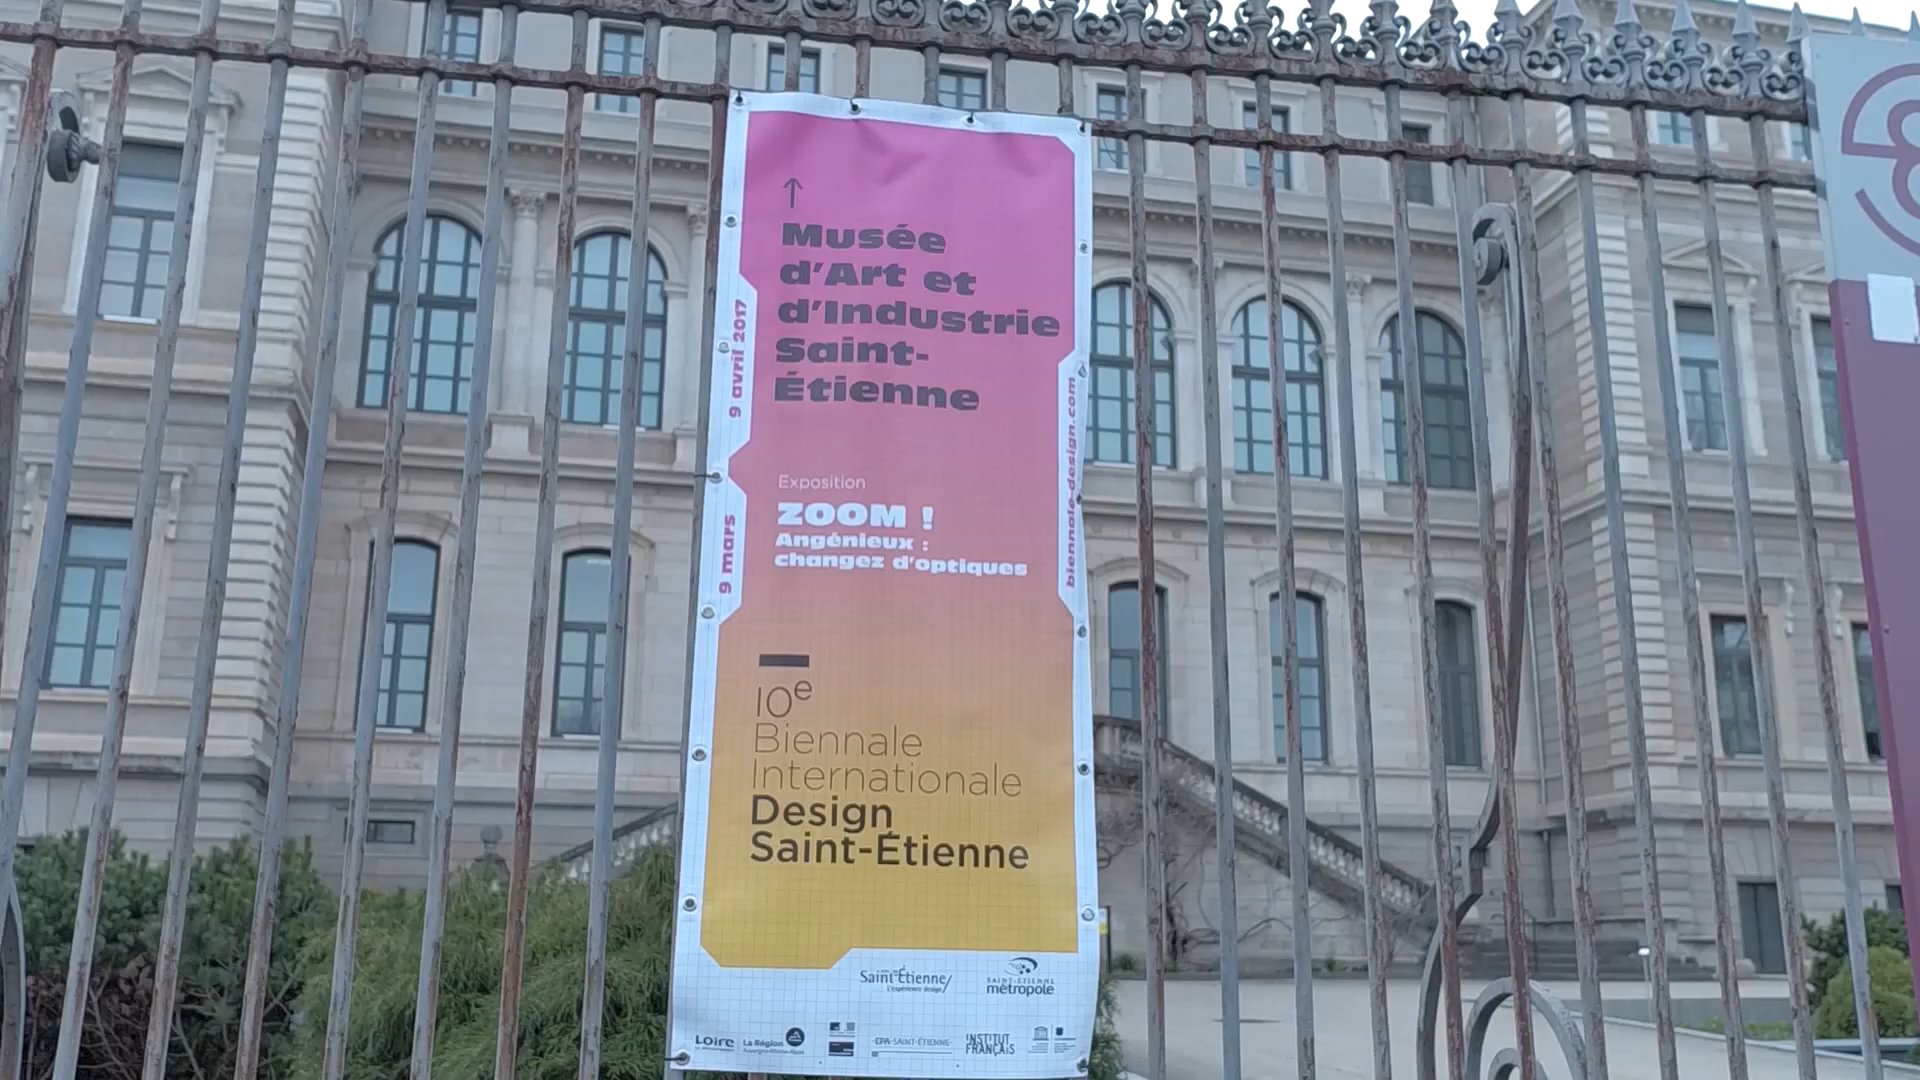 ↑
Musée
d'Art et
d'Industrie
Saint-
Étienne
9 mars
9 avril 2017
biennale-design.com
Exposition
ZOOM !
Angénieux :
changez d'optiques
10e
Biennale
Internationale
Design
Saint-Étienne
Saint-Étienne/
L'expérience design/
SAINT-ÉTIENNE
métropole
Loire
La Région
Auvergne-Rhône-Alpes
EPA-SAINT-ÉTIENNE
INSTITUT
FRANÇAIS